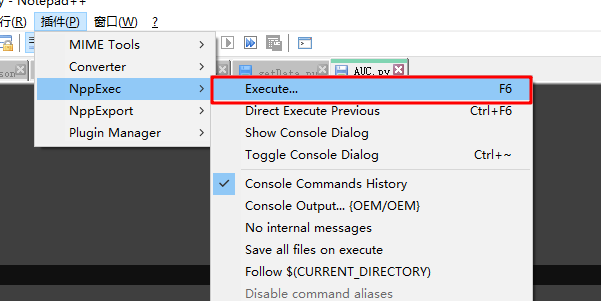 - Notepad++
行(R) 插件(P) 窗口(W) ?
MIME Tools
Converter
NppExec
NppExport
Plugin Manager
son
getData.py
AUC.py
Execute... F6
Direct Execute Previous Ctrl+F6
Show Console Dialog
Toggle Console Dialog Ctrl+~
Console Commands History
Console Output... {OEM/OEM}
No internal messages
Save all files on execute
Follow $(CURRENT_DIRECTORY)
Disable command aliases